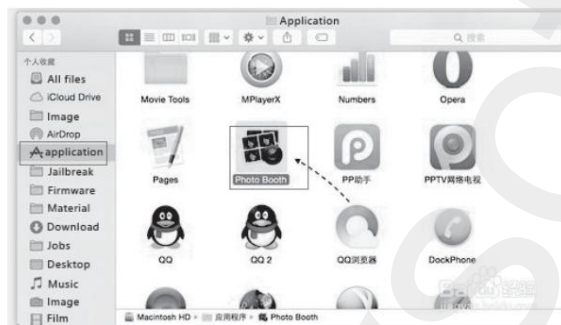 Application
搜索
个人收藏
All files
iCloud Drive
Image
AirDrop
application
Jailbreak
Firmware
Material
Download
Jobs
Desktop
Music
Image
Film
Movie Tools
MPlayerX
Numbers
Opera
Pages
Photo Booth
PP助手
PPTV网络电视
QQ
QQ 2
QQ浏览器
DockPhone
Macintosh HD
应用程序
Photo Booth